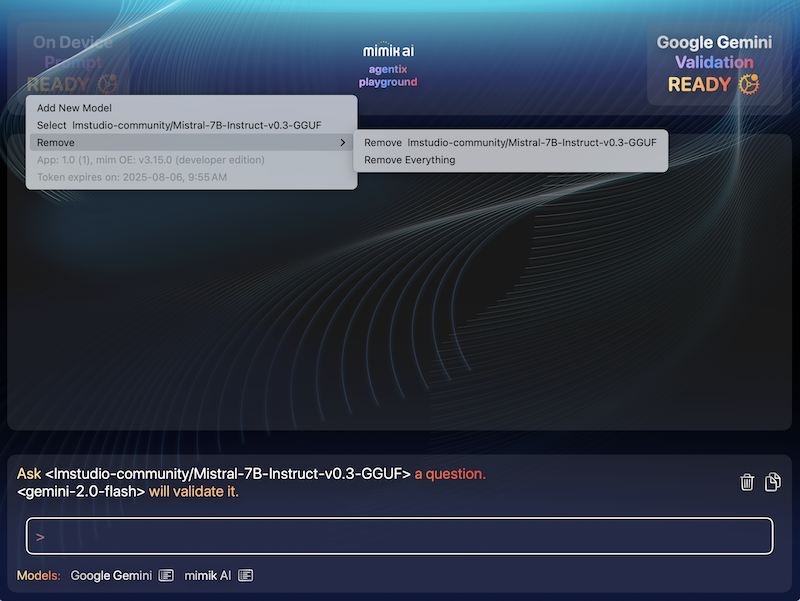 On Device
Prompt
READY
mimik ai
agentix
playground
Google Gemini
Validation
READY
Add New Model
Select lmstudio-community/Mistral-7B-Instruct-v0.3-GGUF
Remove
Remove lmstudio-community/Mistral-7B-Instruct-v0.3-GGUF
Remove Everything
App: 1.0 (1), mim OE: v3.15.0 (developer edition)
Token expires on: 2025-08-06, 9:55 AM
Ask <lmstudio-community/Mistral-7B-Instruct-v0.3-GGUF> a question.
<gemini-2.0-flash> will validate it.
>
Models: Google Gemini mimik AI